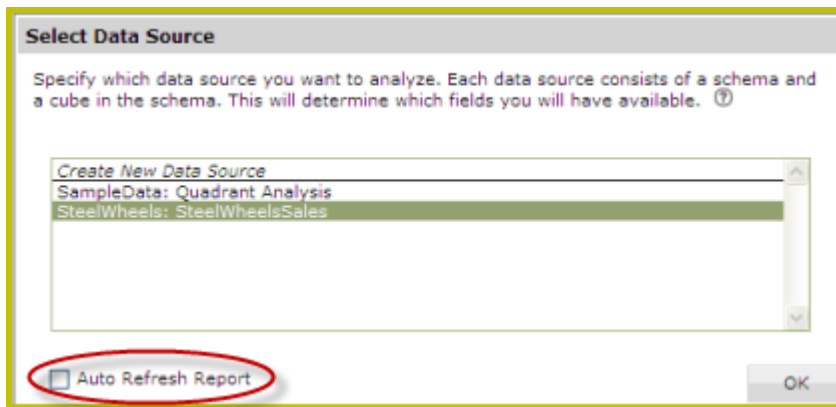 Select Data Source
Specify which data source you want to analyze. Each data source consists of a schema and
a cube in the schema. This will determine which fields you will have available. ?
Create New Data Source
SampleData: Quadrant Analysis
SteelWheels: SteelWheelsSales
Auto Refresh Report
OK